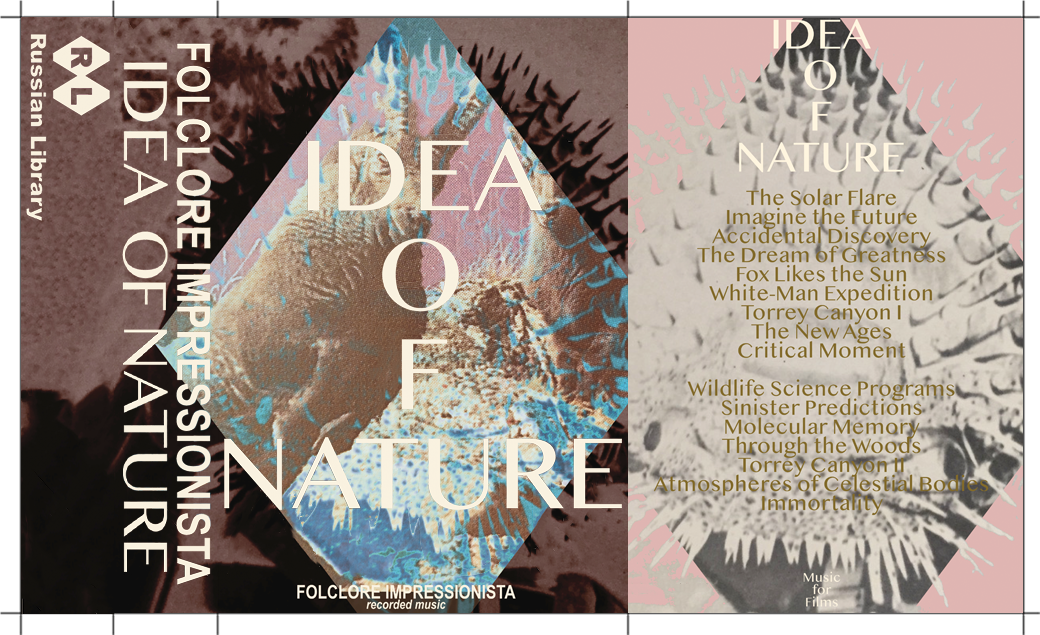 Russian Library
RL
IDEA OF NATURE
FOLCLORE IMPRESSIONISTA
IDEA
O
F
NATURE
FOLCLORE IMPRESSIONISTA
recorded music
IDEA
O
F
NATURE
The Solar Flare
Imagine the Future
Accidental Discovery
The Dream of Greatness
Fox Likes the Sun
White-Man Expedition
Torrey Canyon I
The New Ages
Critical Moment
Wildlife Science Programs
Sinister Predictions
Molecular Memory
Through the Woods
Torrey Canyon II
Atmospheres of Celestial Bodies
Immortality
Music
for
Films